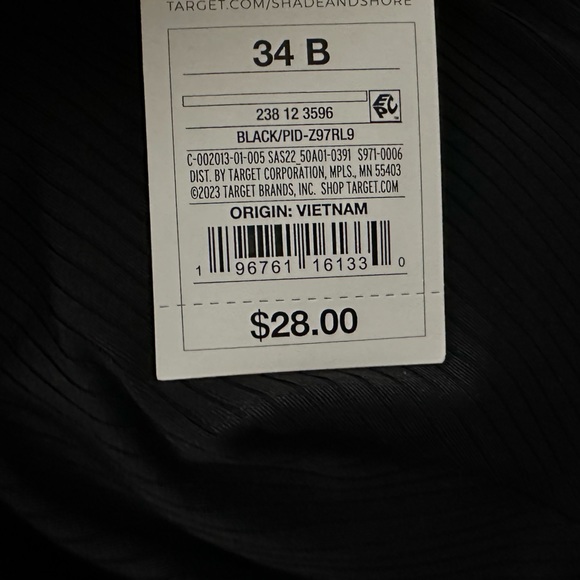 TARGET.COM/SHADEANDSHORE
34 B
EPC
238 12 3596
BLACK/PID-Z97RL9
C-002013-01-005 SAS22_50A01-0391 S971-0006
DIST. BY TARGET CORPORATION, MPLS., MN 55403
©2023 TARGET BRANDS, INC. SHOP TARGET.COM
ORIGIN: VIETNAM
1 96761 16133 0
$28.00